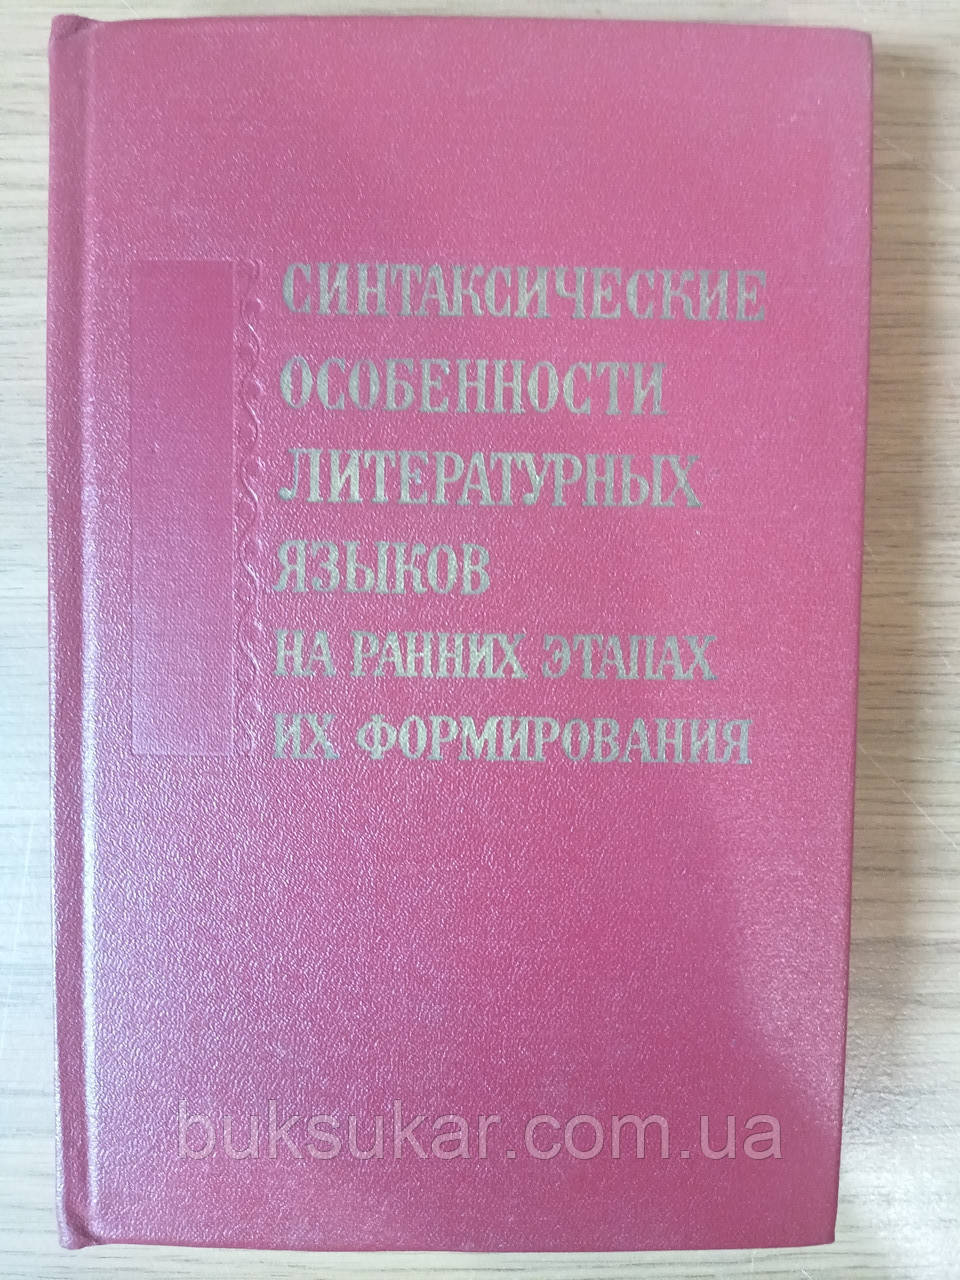 СИНТАКСИЧЕСКИЕ
ОСОБЕННОСТИ
ЛИТЕРАТУРНЫХ
ЯЗЫКОВ
НА РАННИХ ЭТАПАХ
ИХ ФОРМИРОВАНИЯ
buksukar.com.ua